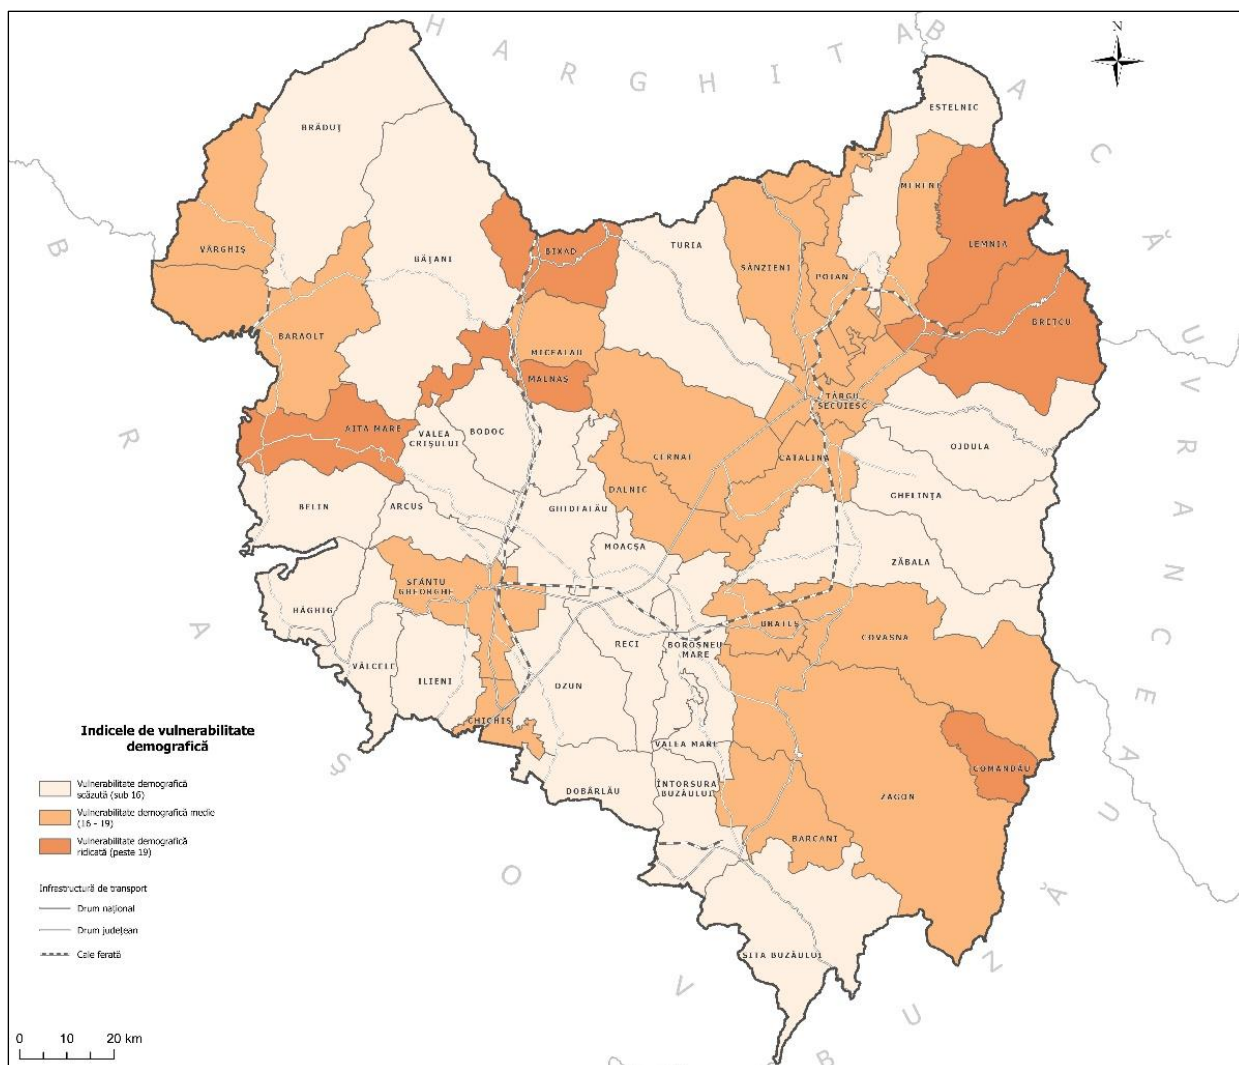 HARGHITA
BACĂU
VRANCEA
BUZĂU
BRAȘOV
N
ESTELNIC
BRĂDUȚ
MERENI
LEMNIA
TURIA
BIXAD
VÂRGHIȘ
BĂȚANI
SÂNZIENI
POIAN
BRETCU
BARAOLT
MICFALĂU
MALNAȘ
TÂRGU
SECUIESC
AITA MARE
VALEA
CRIȘULUI
BODOC
OJDULA
CERNAT
CATALINA
DALNIC
GHELINȚA
BELIN
ARCUȘ
GHIDFALĂU
MOACȘA
ZĂBALA
SFÂNTU
GHEORGHE
HĂGHIG
BRATEȘ
COVASNA
RECI
BOROȘNEU
MARE
VÂLCELE
ILIENI
OZUN
CHICHIȘ
VALEA MARE
COMANDĂU
DOBÂRLĂU
ÎNTORSURA
BUZĂULUI
ZAGON
BARCANI
SITA BUZĂULUI
Indicele de vulnerabilitate
demografică
Vulnerabilitate demografică
scăzută (sub 16)
Vulnerabilitate demografică medie
(16 - 19)
Vulnerabilitate demografică
ridicată (peste 19)
Infrastructură de transport
Drum național
Drum județean
Cale ferată
0 10 20 km